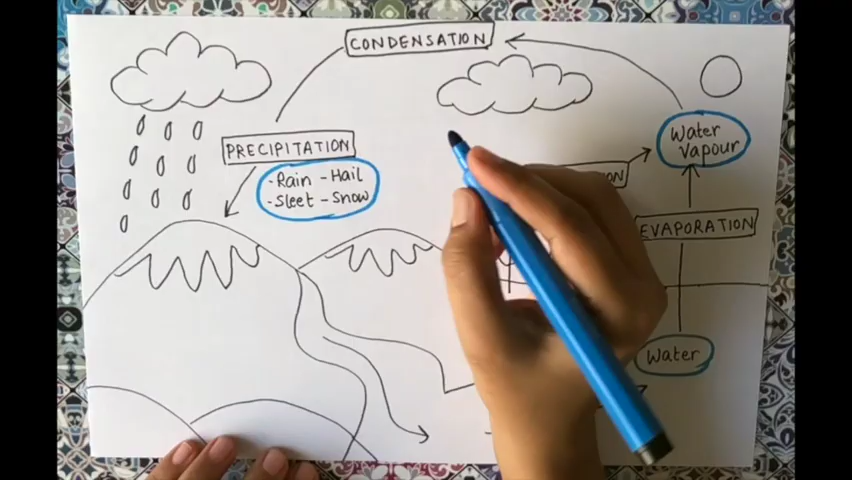 CONDENSATION
PRECIPITATION
-Rain -Hail
-Sleet -Snow
Water
Vapour
EVAPORATION
Water